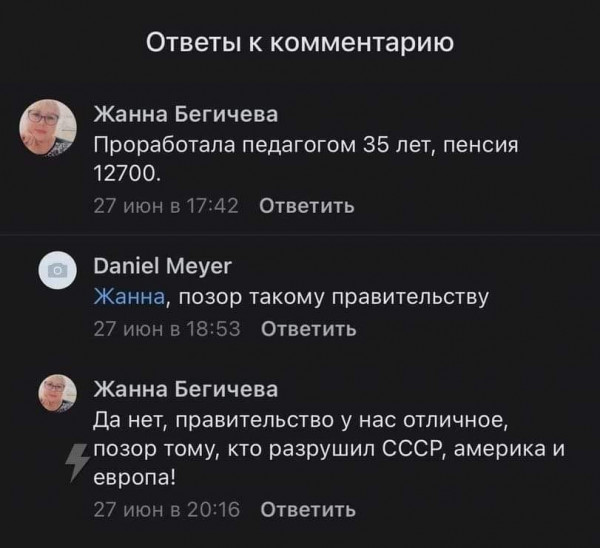 Ответы к комментарию
Жанна Бегичева
Проработала педагогом 35 лет, пенсия
12700.
27 июн в 17:42 Ответить
Daniel Meyer
Жанна, позор такому правительству
27 июн в 18:53 Ответить
Жанна Бегичева
Да нет, правительство у нас отличное,
позор тому, кто разрушил СССР, америка и
европа!
27 июн в 20:16 Ответить